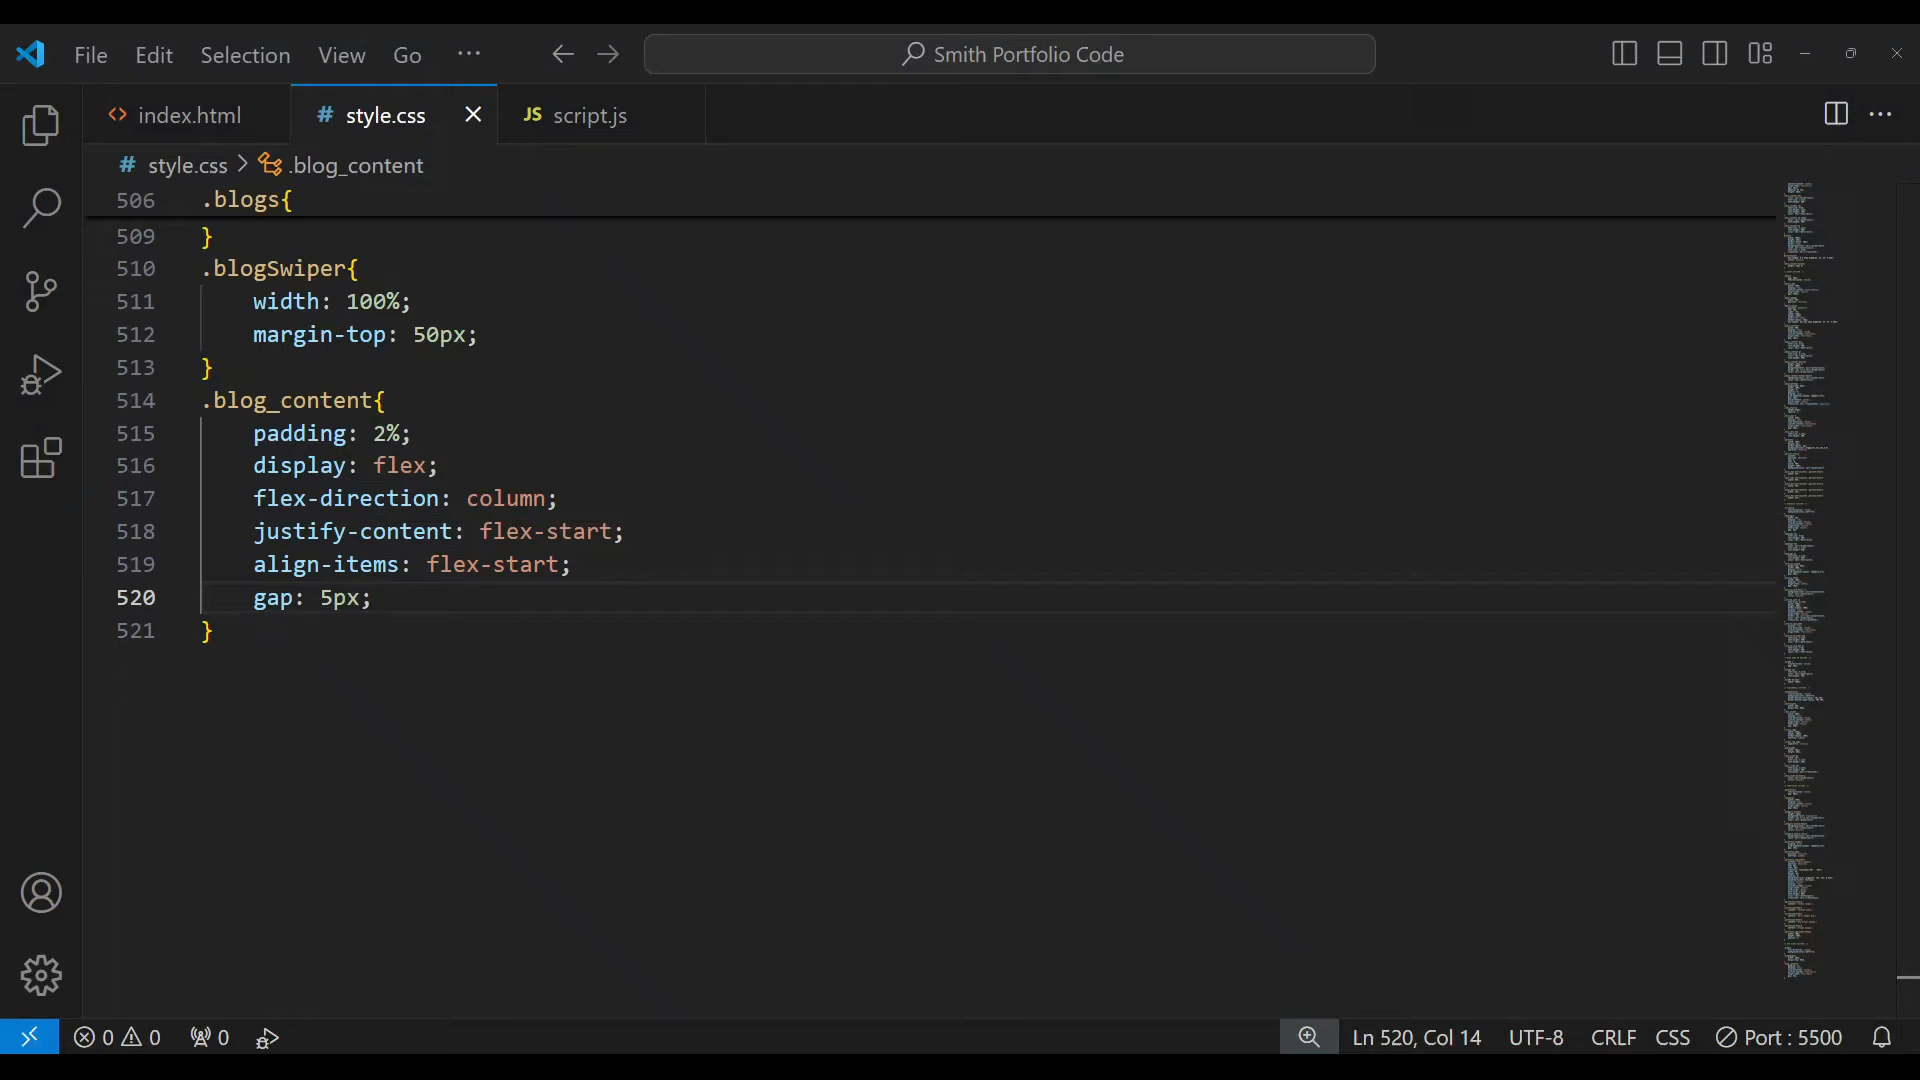 File Edit Selection View Go ··· Smith Portfolio Code
<> index.html # style.css JS script.js
# style.css > .blog_content
506 .blogs{
509 }
510 .blogSwiper{
511 width: 100%;
512 margin-top: 50px;
513 }
514 .blog_content{
515 padding: 2%;
516 display: flex;
517 flex-direction: column;
518 justify-content: flex-start;
519 align-items: flex-start;
520 gap: 5px;
521 }
0 0 0 Ln 520, Col 14 UTF-8 CRLF CSS Port : 5500